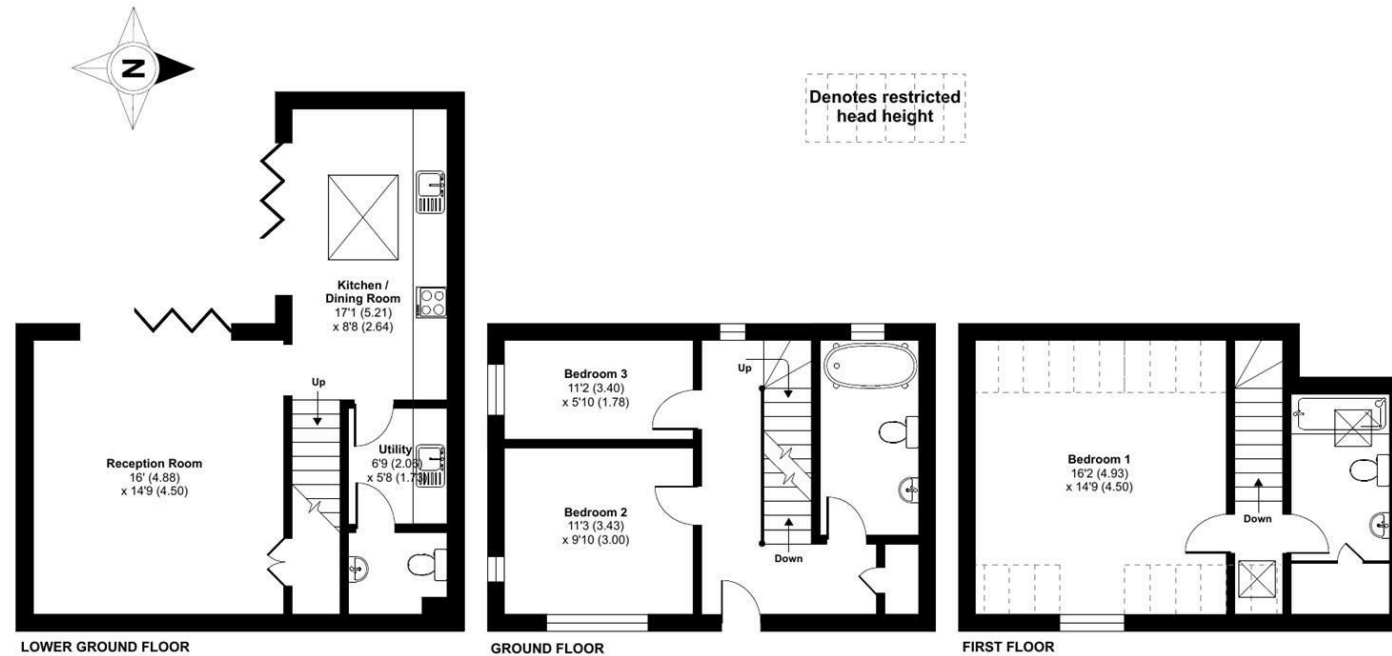 N
Denotes restricted
head height
Kitchen /
Dining Room
17'1 (5.21)
x 8'8 (2.64)
Up
Reception Room
16' (4.88)
x 14'9 (4.50)
Utility
6'9 (2.06)
x 5'8 (1.73)
LOWER GROUND FLOOR
Bedroom 3
11'2 (3.40)
x 5'10 (1.78)
Up
Bedroom 2
11'3 (3.43)
x 9'10 (3.00)
Down
GROUND FLOOR
Bedroom 1
16'2 (4.93)
x 14'9 (4.50)
Down
FIRST FLOOR